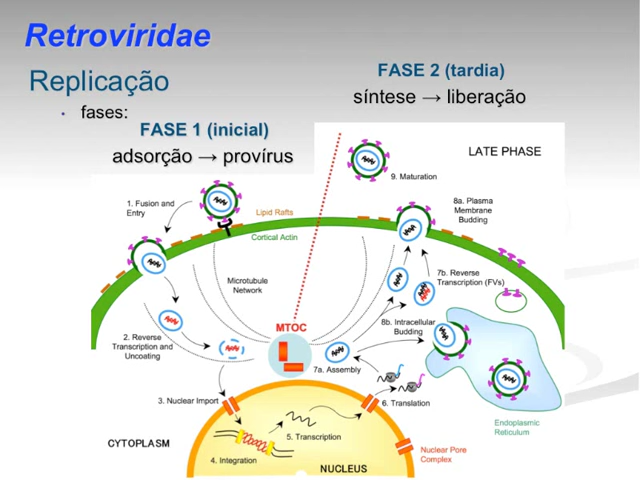 Retroviridae
Replicação
• fases:
FASE 1 (inicial)
adsorção → provírus
FASE 2 (tardia)
síntese → liberação
LATE PHASE
9. Maturation
1. Fusion and
Entry
Lipid Rafts
Cortical Actin
8a. Plasma
Membrane
Budding
Microtubule
Network
7b. Reverse
Transcription (FVs)
2. Reverse
Transcription and
Uncoating
MTOC
8b. Intracellular
Budding
7a. Assembly
3. Nuclear Import
6. Translation
5. Transcription
4. Integration
CYTOPLASM
NUCLEUS
Nuclear Pore
Complex
Endoplasmic
Reticulum